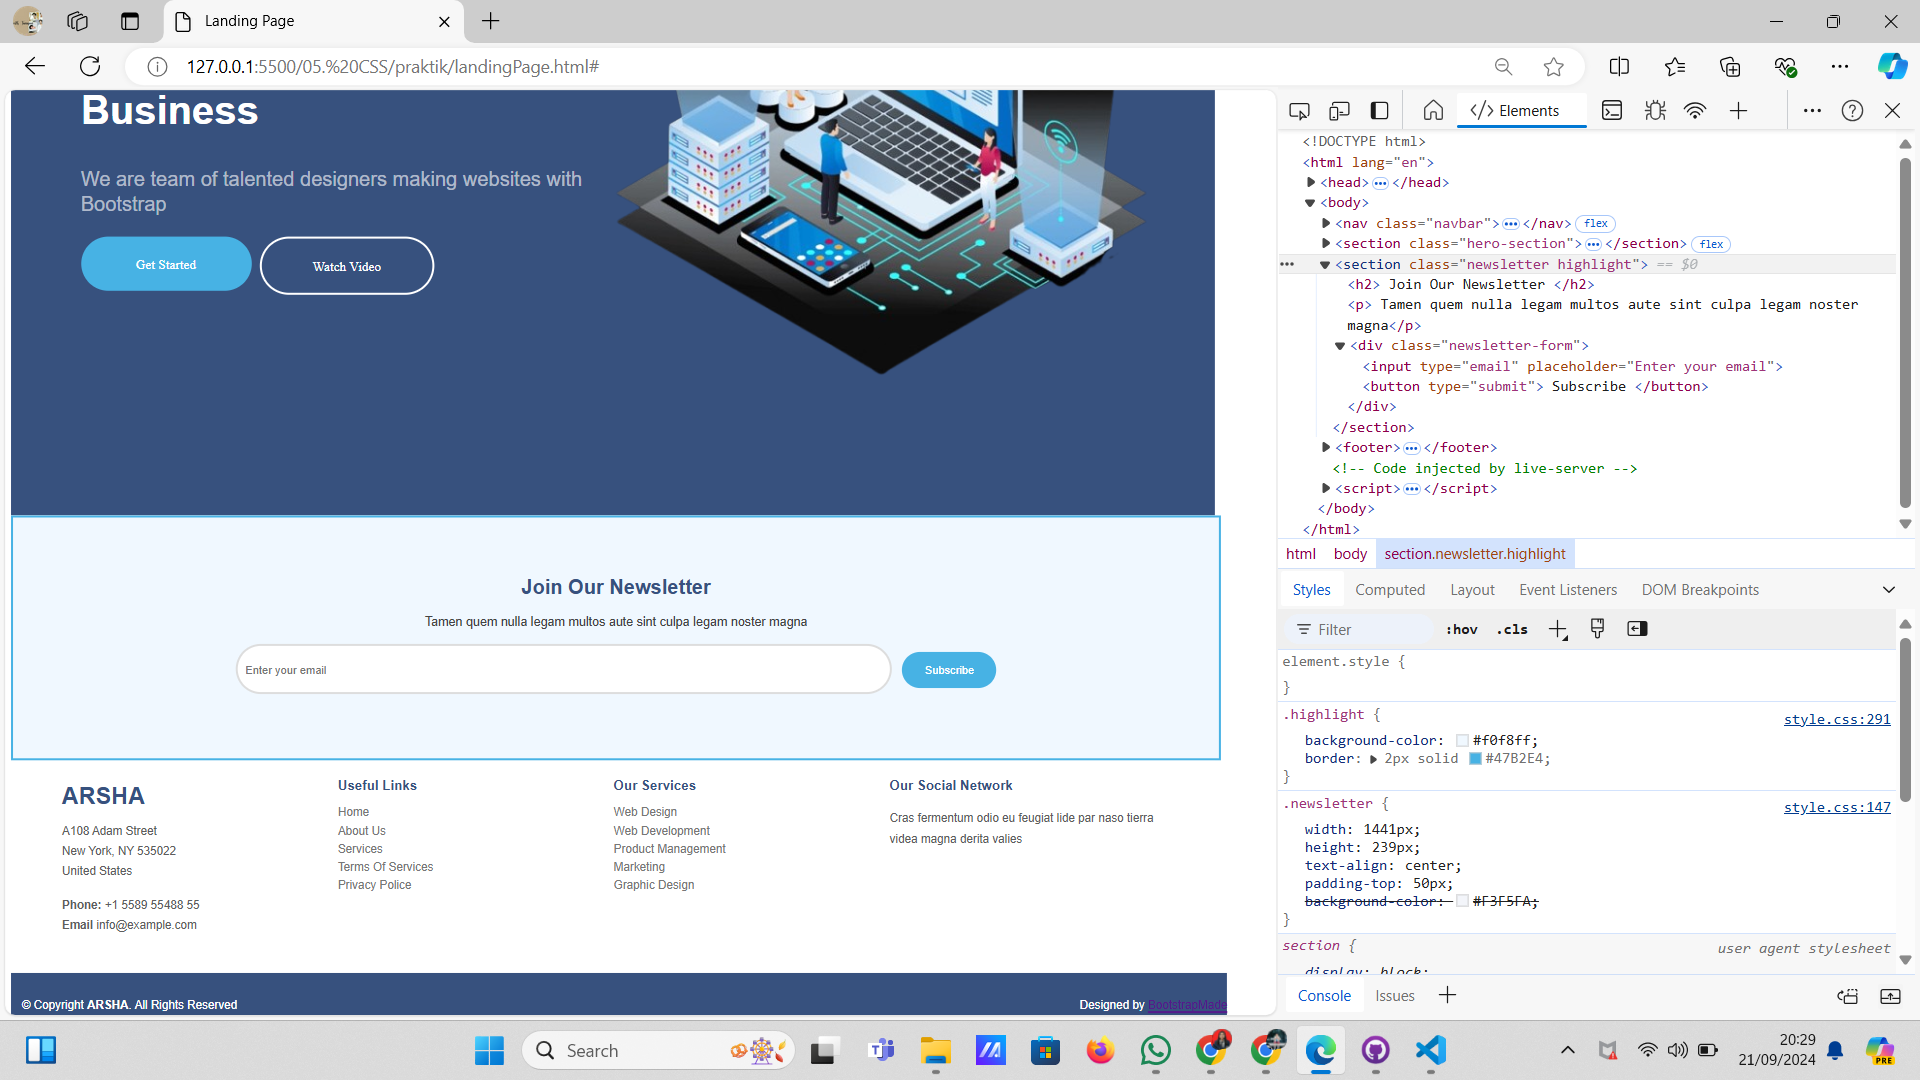 Landing Page
127.0.0.1:5500/05.%20CSS/praktik/landingPage.html#
Business
We are team of talented designers making websites with
Bootstrap
Get Started
Watch Video
Join Our Newsletter
Tamen quem nulla legam multos aute sint culpa legam noster magna
Enter your email
Subscribe
ARSHA
A108 Adam Street
New York, NY 535022
United States
Phone: +1 5589 55488 55
Email info@example.com
Useful Links
Home
About Us
Services
Terms Of Services
Privacy Police
Our Services
Web Design
Web Development
Product Management
Marketing
Graphic Design
Our Social Network
Cras fermentum odio eu feugiat lide par naso tierra
videa magna derita valies
© Copyright ARSHA. All Rights Reserved
Designed by BootstrapMade
</> Elements
<!DOCTYPE html>
<html lang="en">
<head> ••• </head>
<body>
<nav class="navbar"> ••• </nav> flex
<section class="hero-section"> ••• </section> flex
••• <section class="newsletter highlight"> == $0
<h2> Join Our Newsletter </h2>
<p> Tamen quem nulla legam multos aute sint culpa legam noster
magna</p>
<div class="newsletter-form">
<input type="email" placeholder="Enter your email">
<button type="submit"> Subscribe </button>
</div>
</section>
<footer> ••• </footer>
<!-- Code injected by live-server -->
<script> ••• </script>
</body>
</html>
html body section.newsletter.highlight
Styles Computed Layout Event Listeners DOM Breakpoints
Filter :hov .cls
element.style {
}
.highlight { style.css:291
background-color: #f0f8ff;
border: 2px solid #47B2E4;
}
.newsletter { style.css:147
width: 1441px;
height: 239px;
text-align: center;
padding-top: 50px;
background-color: #F3F5FA;
}
section { user agent stylesheet
display: block;
Console Issues
Search
PRE
20:29
21/09/2024